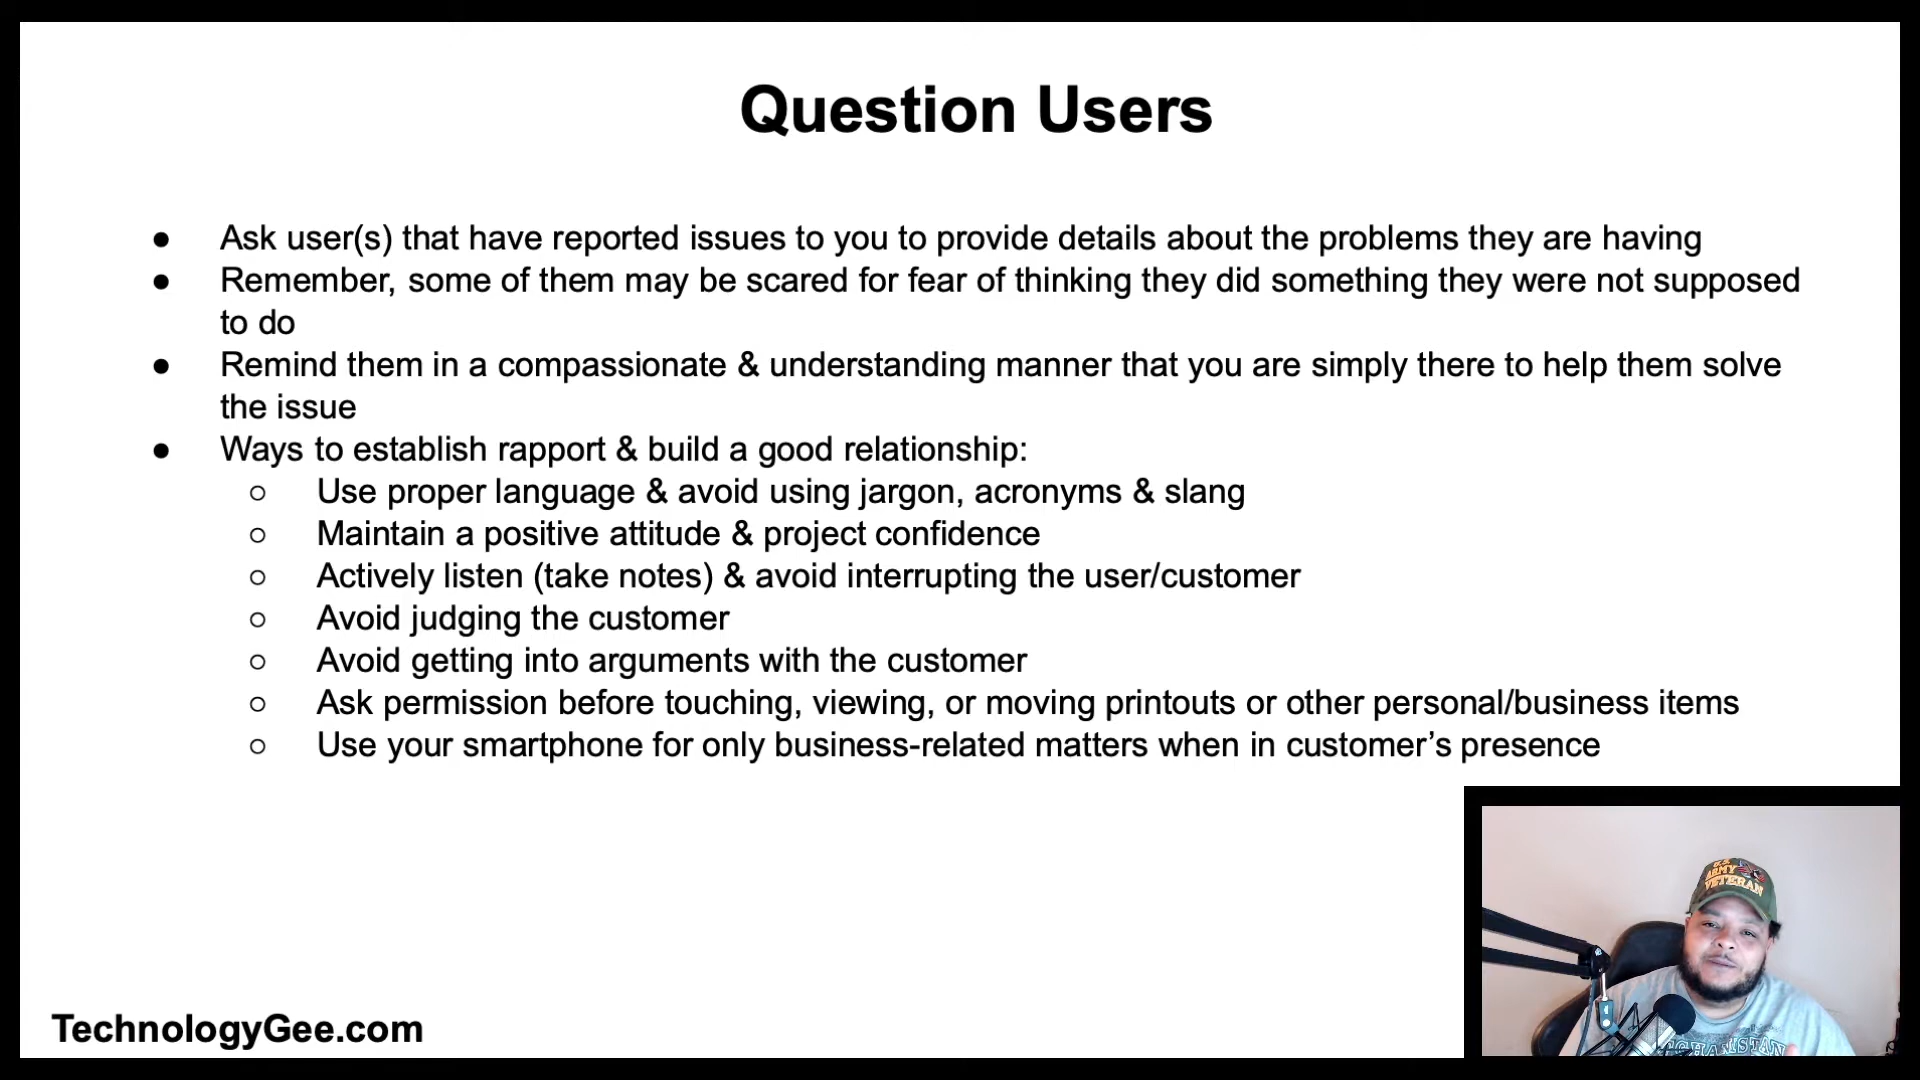 Question Users
● Ask user(s) that have reported issues to you to provide details about the problems they are having
● Remember, some of them may be scared for fear of thinking they did something they were not supposed
to do
● Remind them in a compassionate & understanding manner that you are simply there to help them solve
the issue
● Ways to establish rapport & build a good relationship:
○ Use proper language & avoid using jargon, acronyms & slang
○ Maintain a positive attitude & project confidence
○ Actively listen (take notes) & avoid interrupting the user/customer
○ Avoid judging the customer
○ Avoid getting into arguments with the customer
○ Ask permission before touching, viewing, or moving printouts or other personal/business items
○ Use your smartphone for only business-related matters when in customer’s presence
U.S.
ARMY
VETERAN
TechnologyGee.com